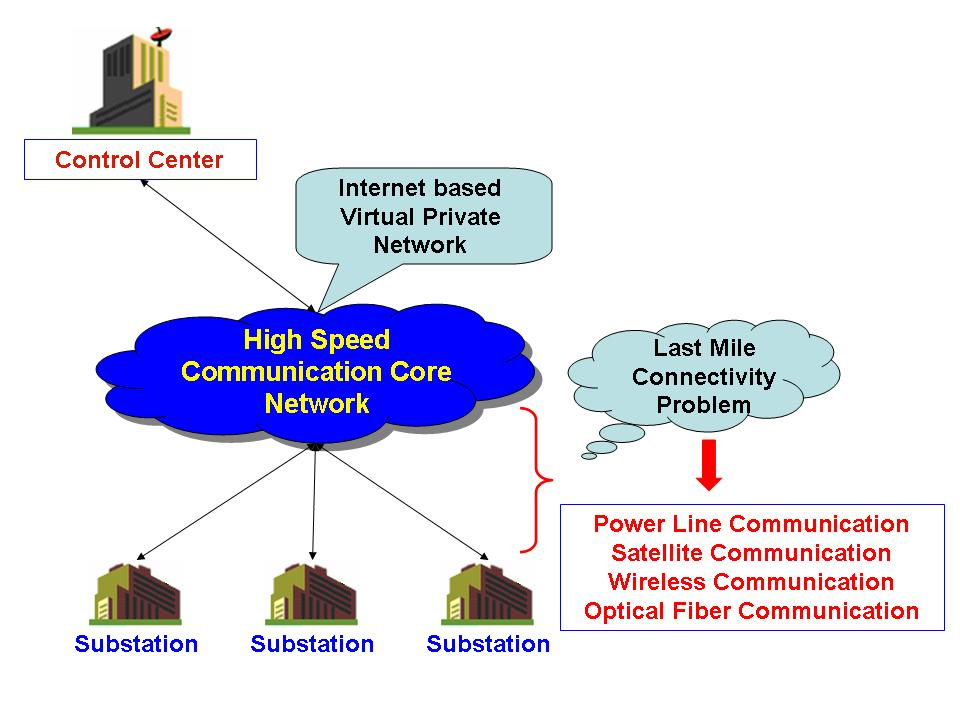 Control Center
Internet based
Virtual Private
Network
High Speed
Communication Core
Network
Last Mile
Connectivity
Problem
Power Line Communication
Satellite Communication
Wireless Communication
Optical Fiber Communication
Substation
Substation
Substation